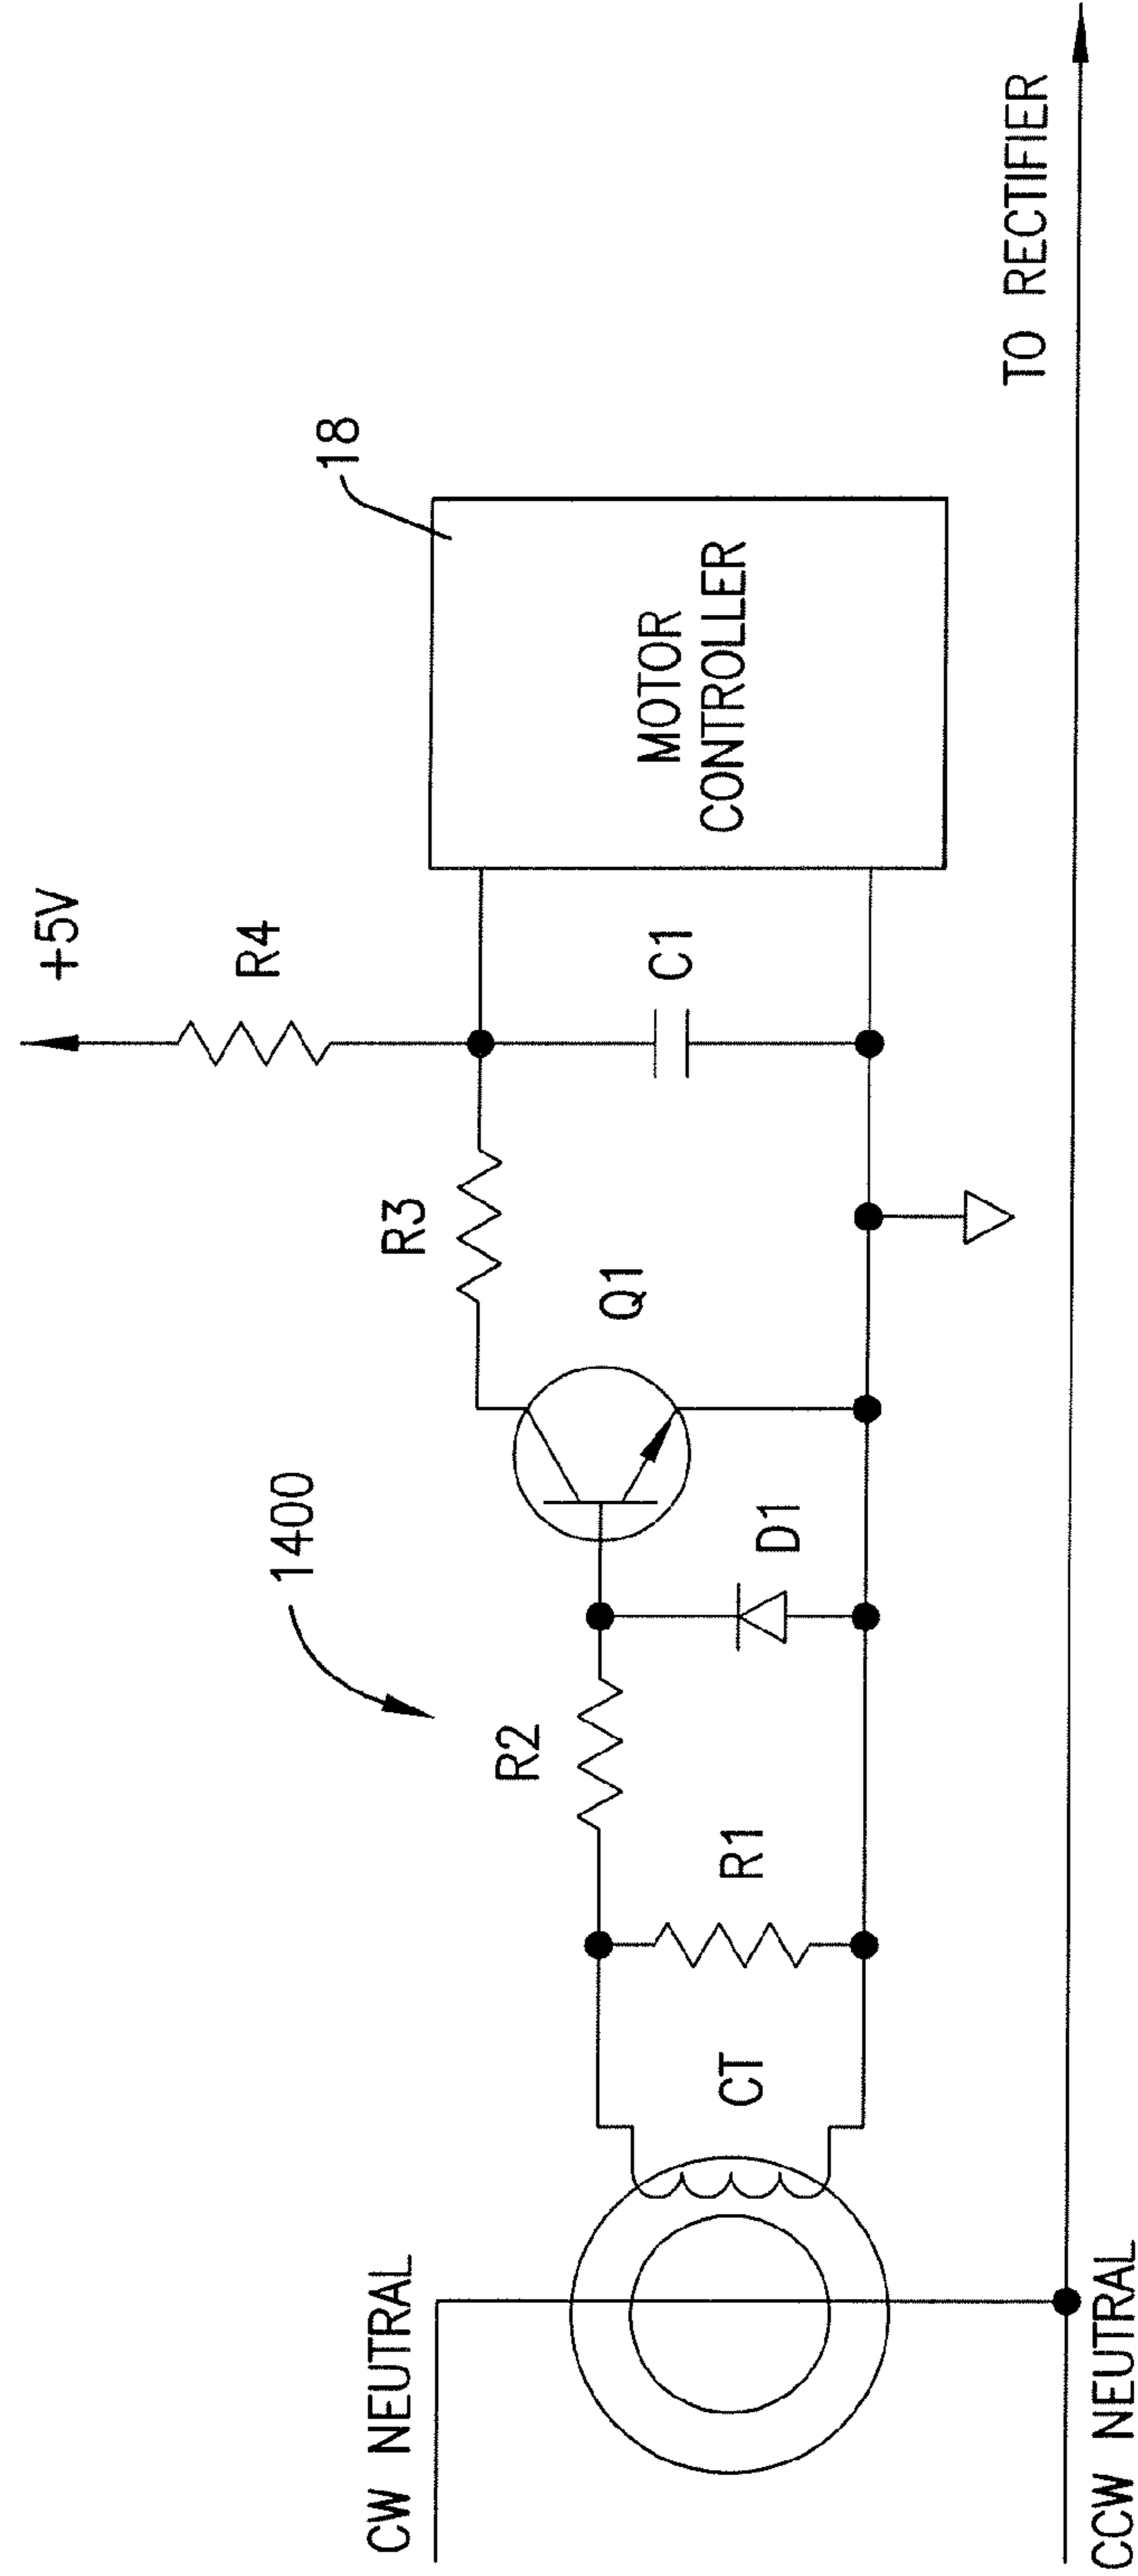 +5V
R4
18
1400
R3
C1
MOTOR
CONTROLLER
R2
Q1
D1
R1
CT
CW NEUTRAL
CCW NEUTRAL
TO RECTIFIER